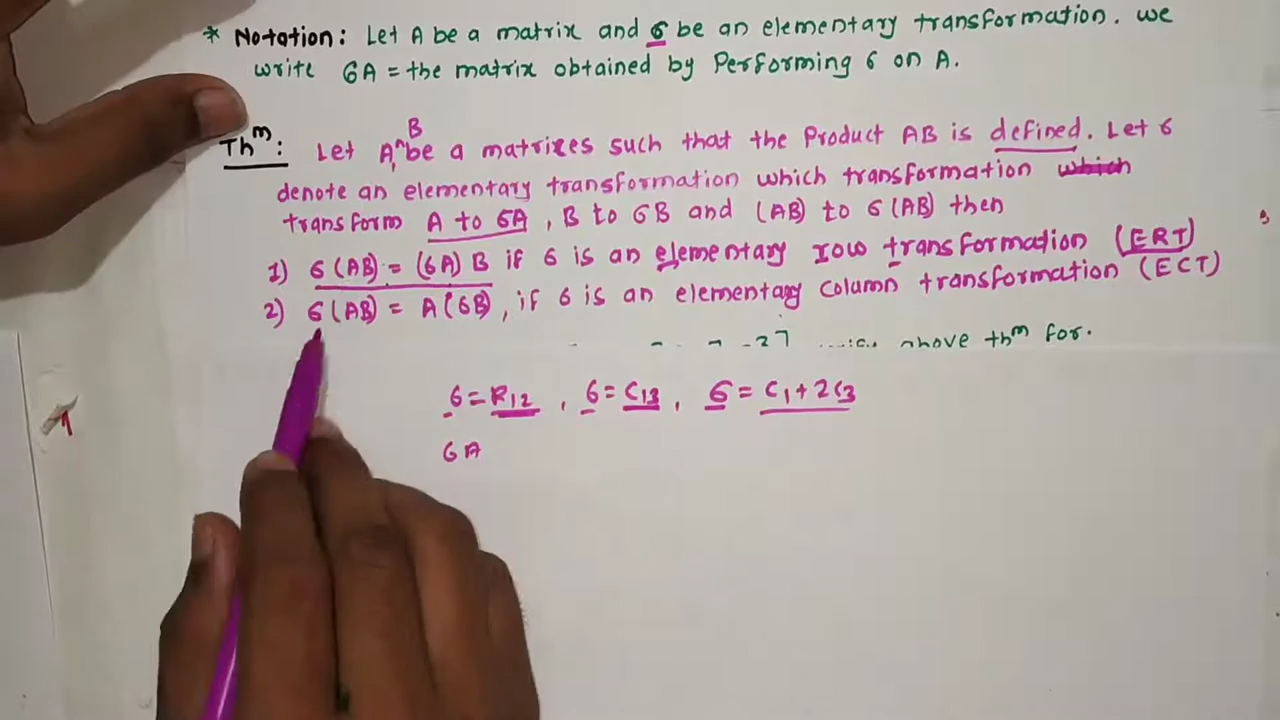 * Notation: Let A be a matrix and σ be an elementary transformation. we
write σA = the matrix obtained by Performing σ on A.
Thm: Let A, ^B be a matrizes such that the Product AB is defined. Let σ
denote an elementary transformation which transformation which
transform A to σA, B to σB and (AB) to σ(AB) then
1) σ(AB) = (σA) B if σ is an elementary row transformation (ERT)
2) σ(AB) = A(σB), if σ is an elementary column transformation (ECT)
above thm for.
σ = R12, σ = C13, σ = C1 + 2C3
σA